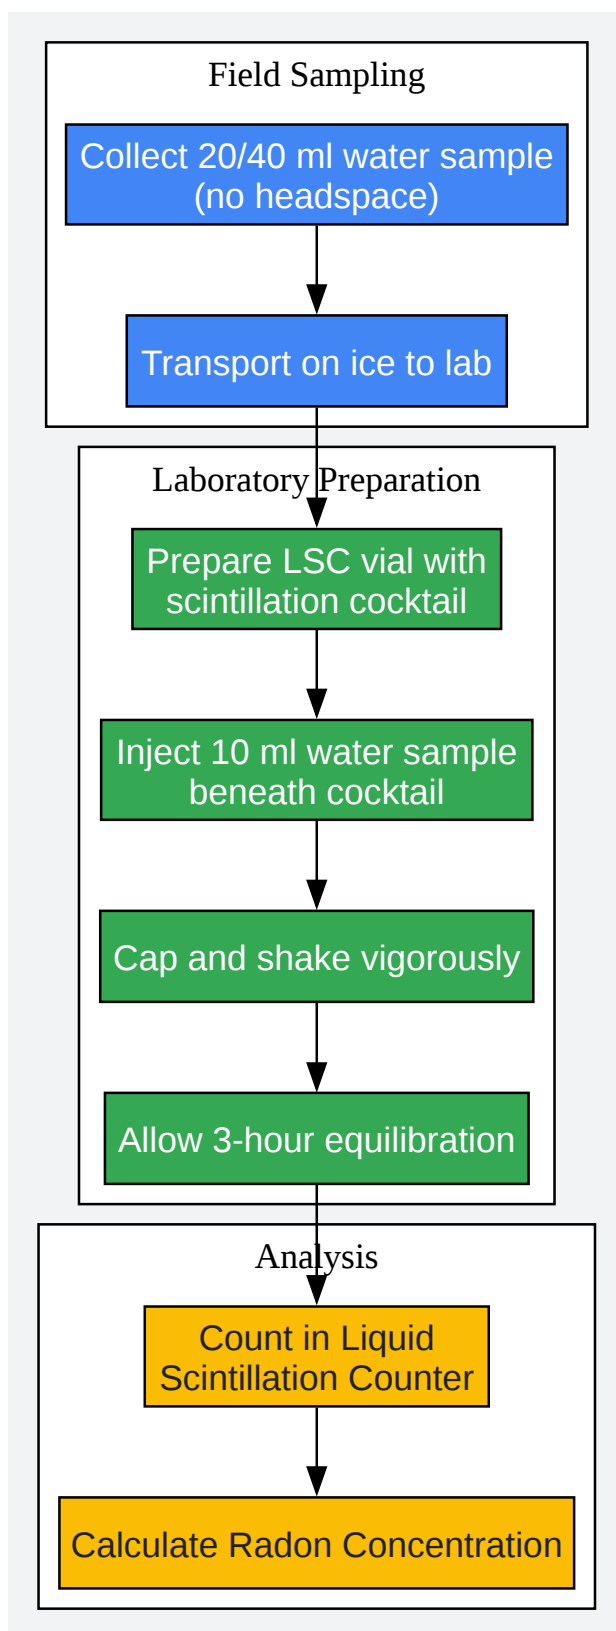 Field Sampling
Collect 20/40 ml water sample
(no headspace)
Transport on ice to lab
Laboratory Preparation
Prepare LSC vial with
scintillation cocktail
Inject 10 ml water sample
beneath cocktail
Cap and shake vigorously
Allow 3-hour equilibration
Analysis
Count in Liquid
Scintillation Counter
Calculate Radon Concentration